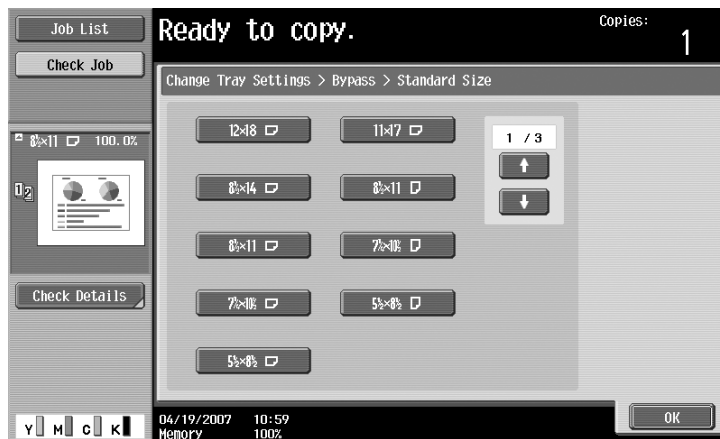 Job List
Ready to copy.
Copies:
1
Check Job
Change Tray Settings > Bypass > Standard Size
12×18
11×17
1 / 3
8½×11 100.0%
8½×14
8½×11
12
8½×11
7¼×10½
Check Details
7¼×10½
5½×8½
5½×8½
04/19/2007 10:59
OK
Y M C K
Memory 100%